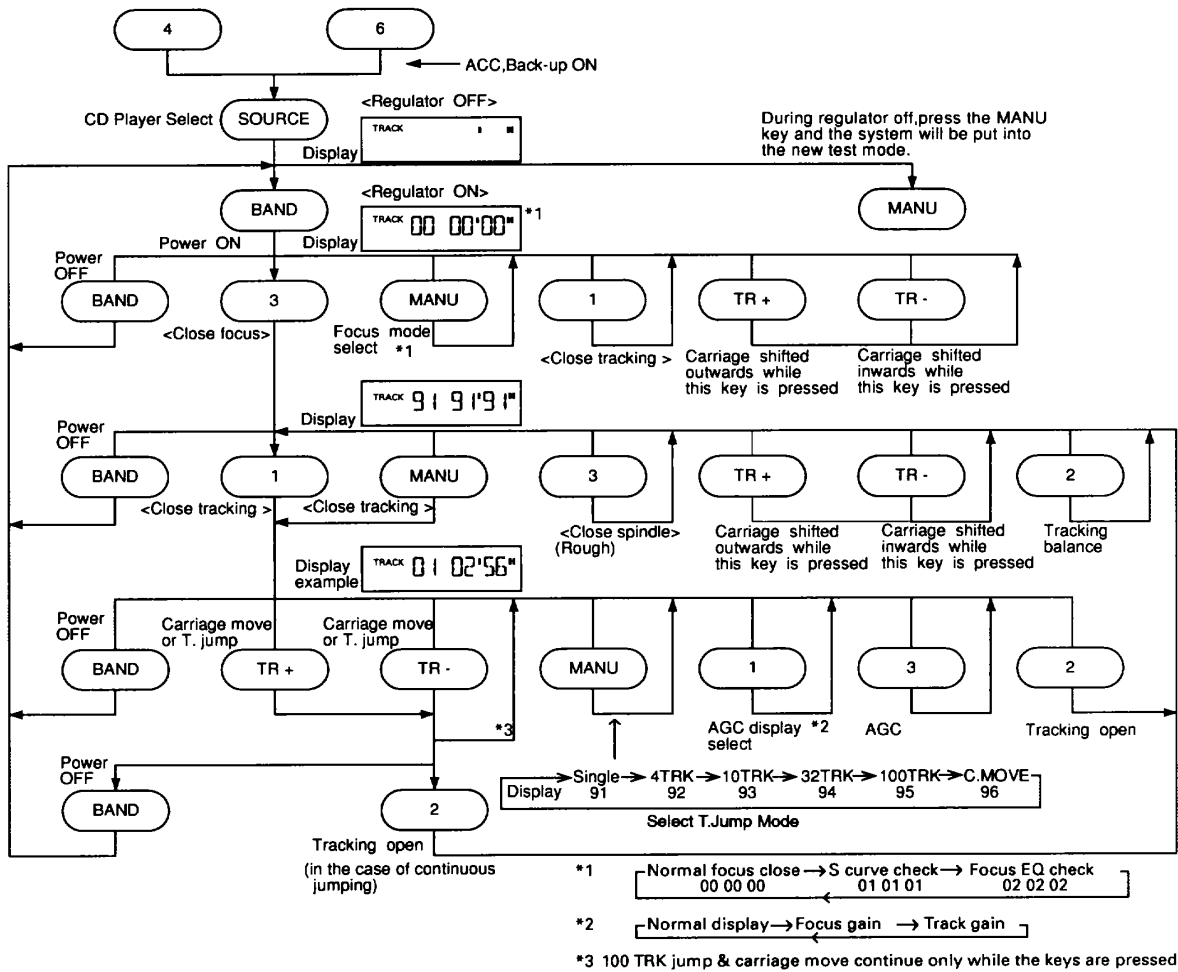 4
6
ACC,Back-up ON
CD Player Select
SOURCE
<Regulator OFF>
TRACK ' "
Display
During regulator off,press the MANU
key and the system will be put into
the new test mode.
BAND
<Regulator ON>
TRACK 00 00'00" *1
MANU
Power ON
Display
Power
OFF
BAND
3
MANU
1
TR +
TR -
<Close focus>
Focus mode
select *1
<Close tracking >
Carriage shifted
outwards while
this key is pressed
Carriage shifted
inwards while
this key is pressed
TRACK 91 91'91"
Display
Power
OFF
BAND
1
MANU
3
TR +
TR -
2
<Close tracking >
<Close tracking >
<Close spindle>
(Rough)
Carriage shifted
outwards while
this key is pressed
Carriage shifted
inwards while
this key is pressed
Tracking
balance
Display
example
TRACK 01 02'56"
Power
OFF
Carriage move
or T. jump
Carriage move
or T. jump
BAND
TR +
TR -
MANU
1
3
2
*3
AGC display *2
select
AGC
Tracking open
Power
OFF
BAND
2
Single 4TRK 10TRK 32TRK 100TRK C.MOVE
Display 91 92 93 94 95 96
Select T.Jump Mode
Tracking open
(in the case of continuous
jumping)
*1 Normal focus close → S curve check → Focus EQ check
00 00 00 01 01 01 02 02 02
*2 Normal display → Focus gain → Track gain
*3 100 TRK jump & carriage move continue only while the keys are pressed